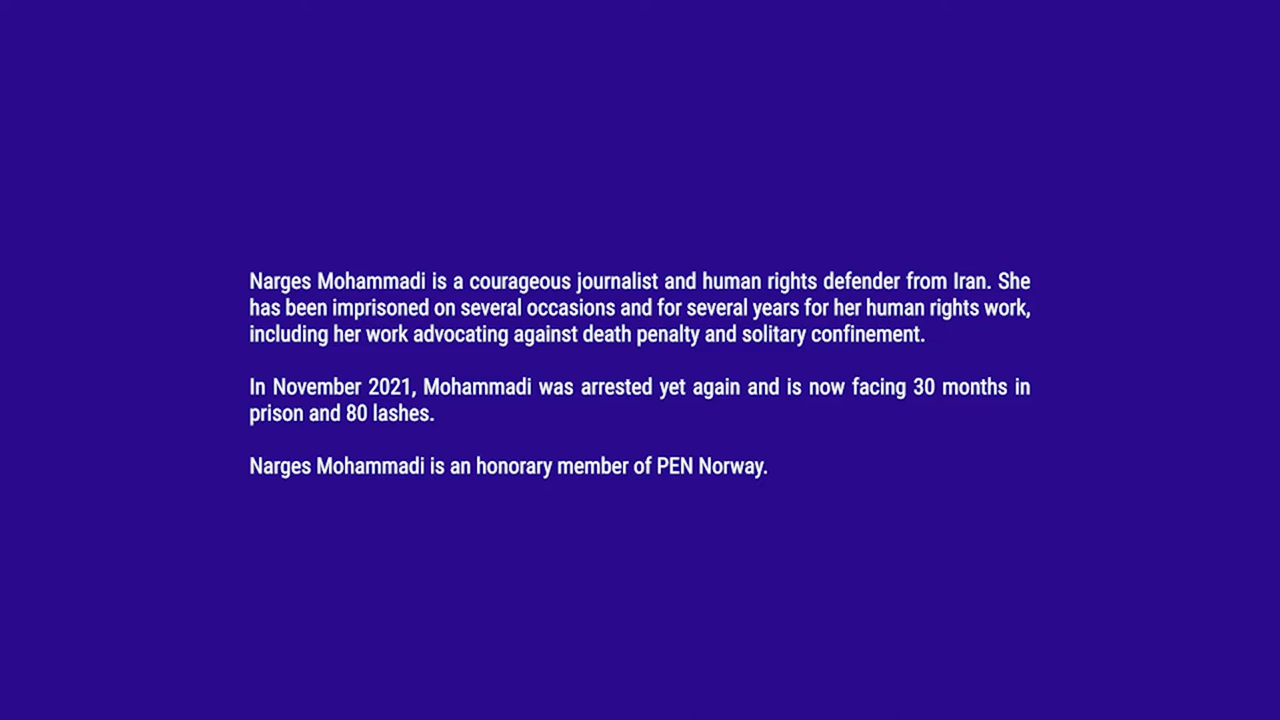 Narges Mohammadi is a courageous journalist and human rights defender from Iran. She
has been imprisoned on several occasions and for several years for her human rights work,
including her work advocating against death penalty and solitary confinement.
In November 2021, Mohammadi was arrested yet again and is now facing 30 months in
prison and 80 lashes.
Narges Mohammadi is an honorary member of PEN Norway.